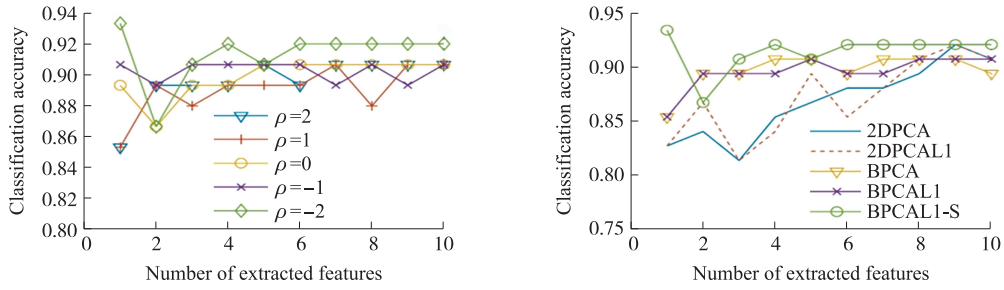 0.94
0.92
0.90
0.88
0.86
0.84
0.82
0.80
Classification accuracy
ρ=2
ρ=1
ρ=0
ρ=−1
ρ=−2
0 2 4 6 8 10
Number of extracted features
0.95
0.90
0.85
0.80
0.75
Classification accuracy
2DPCA
2DPCAL1
BPCA
BPCAL1
BPCAL1-S
0 2 4 6 8 10
Number of extracted features